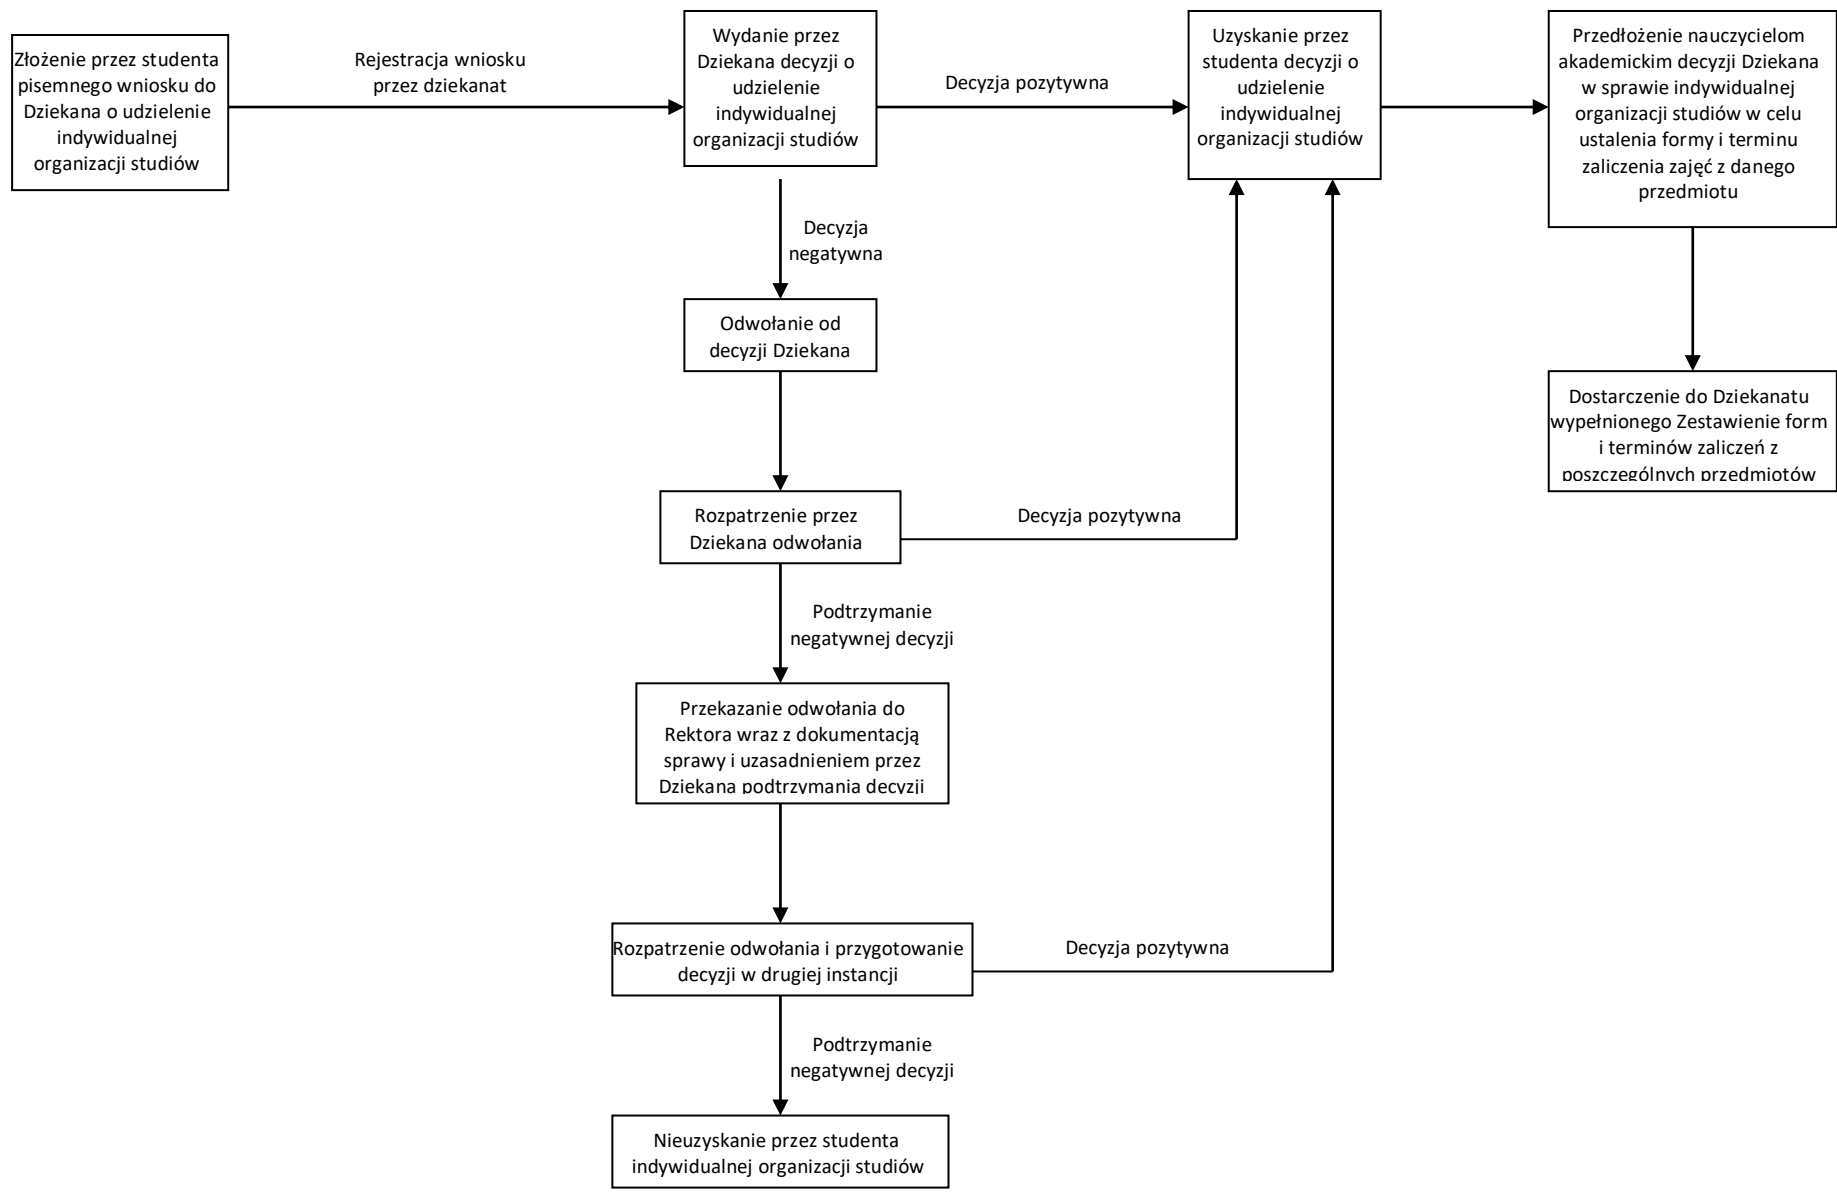 Złożenie przez studenta
pisemnego wniosku do
Dziekana o udzielenie
indywidualnej
organizacji studiów
Rejestracja wniosku
przez dziekanat
Wydanie przez
Dziekana decyzji o
udzielenie
indywidualnej
organizacji studiów
Decyzja pozytywna
Uzyskanie przez
studenta decyzji o
udzielenie
indywidualnej
organizacji studiów
Przedłożenie nauczycielom
akademickim decyzji Dziekana
w sprawie indywidualnej
organizacji studiów w celu
ustalenia formy i terminu
zaliczenia zajęć z danego
przedmiotu
Decyzja
negatywna
Odwołanie od
decyzji Dziekana
Dostarczenie do Dziekanatu
wypełnionego Zestawienie form
i terminów zaliczeń z
poszczególnych przedmiotów
Rozpatrzenie przez
Dziekana odwołania
Decyzja pozytywna
Podtrzymanie
negatywnej decyzji
Przekazanie odwołania do
Rektora wraz z dokumentacją
sprawy i uzasadnieniem przez
Dziekana podtrzymania decyzji
Rozpatrzenie odwołania i przygotowanie
decyzji w drugiej instancji
Decyzja pozytywna
Podtrzymanie
negatywnej decyzji
Nieuzyskanie przez studenta
indywidualnej organizacji studiów